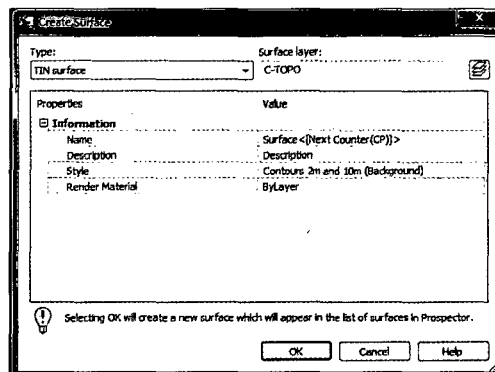 Create Surface
Type:
Surface layer:
TIN surface
C-TOPO
Properties
Value
Information
Name
Surface<[Next Counter(CP)]>
Description
Description
Style
Contours 2m and 10m (Background)
Render Material
ByLayer
Selecting OK will create a new surface which will appear in the list of surfaces in Prospector.
OK
Cancel
Help